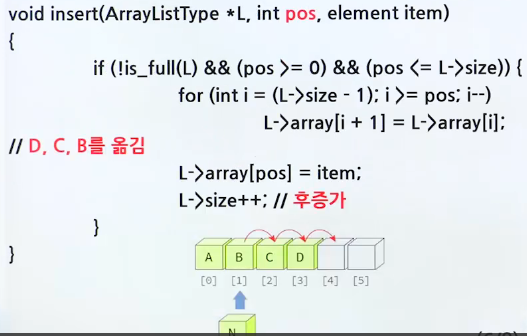 void insert(ArrayListType *L, int pos, element item)
{
if (!is_full(L) && (pos >= 0) && (pos <= L->size)) {
for (int i = (L->size - 1); i >= pos; i--)
L->array[i + 1] = L->array[i];
// D, C, B를 옮김
L->array[pos] = item;
L->size++; // 후증가
}
}
A B C D
[0] [1] [2] [3] [4] [5]
N